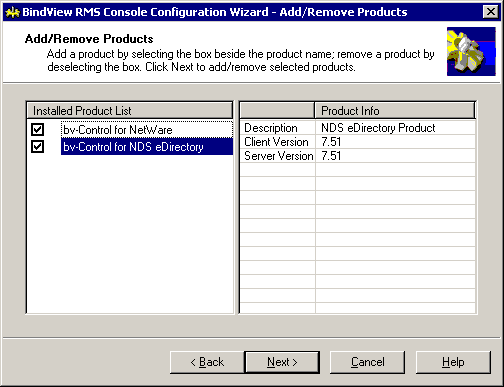 BindView RMS Console Configuration Wizard - Add/Remove Products
Add/Remove Products
Add a product by selecting the box beside the product name; remove a product by
deselecting the box. Click Next to add/remove selected products.
Installed Product List
bv-Control for NetWare
bv-Control for NDS eDirectory
Product Info
Description NDS eDirectory Product
Client Version 7.51
Server Version 7.51
< Back Next > Cancel Help